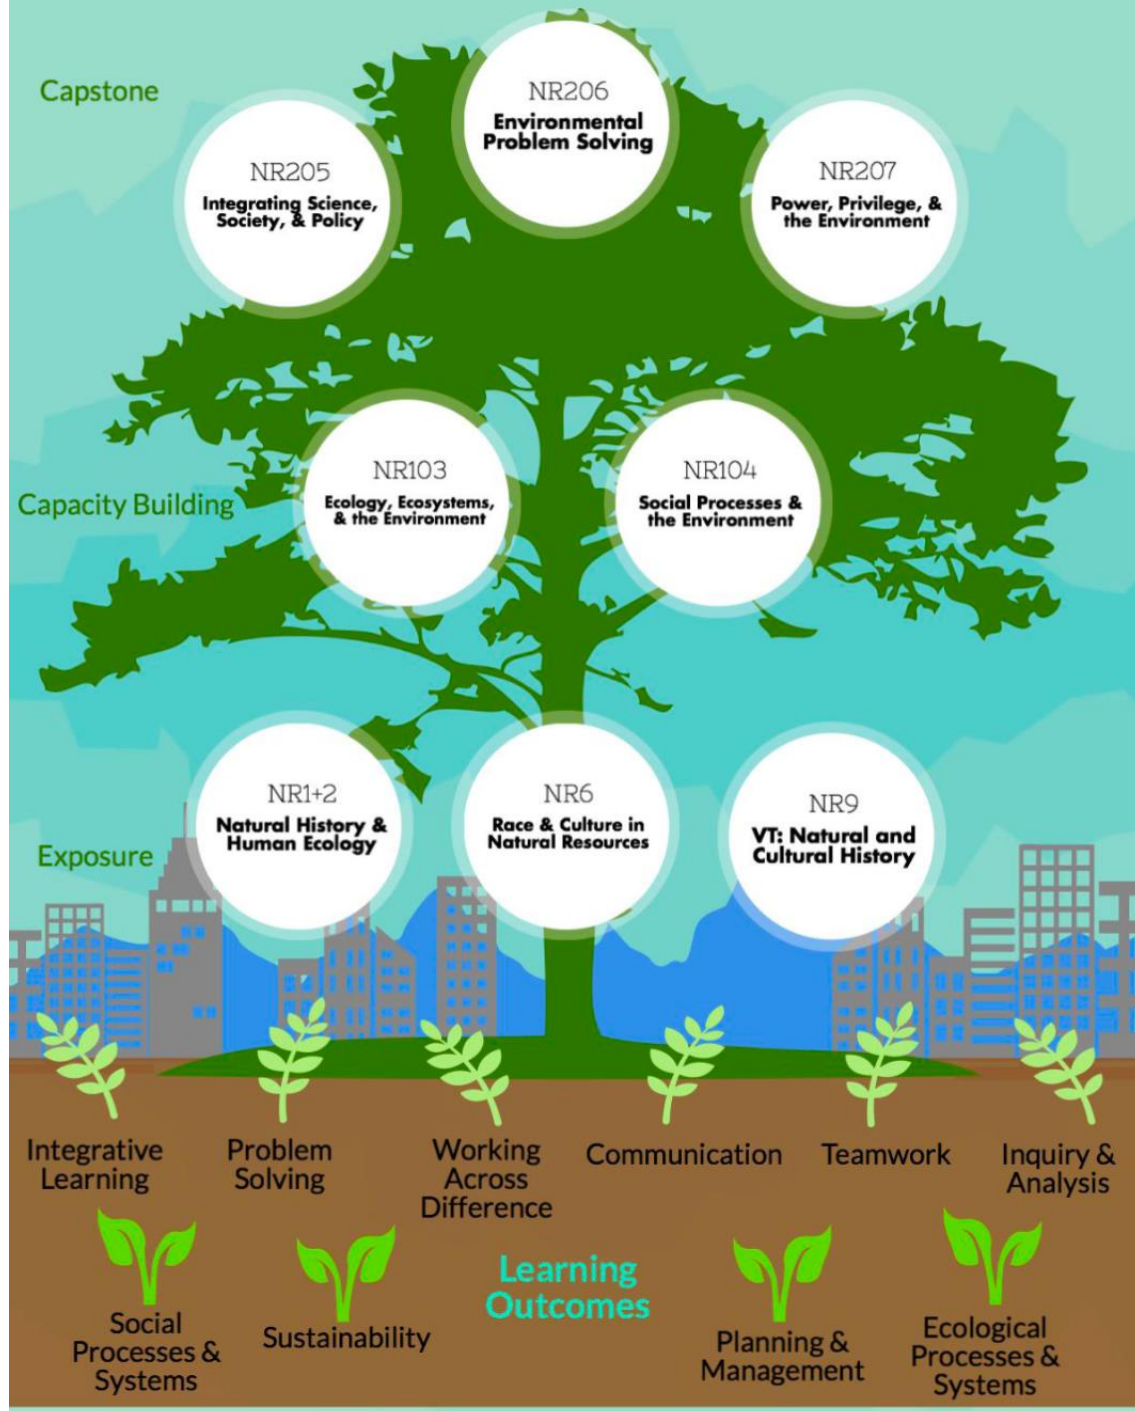 Capstone
NR206
Environmental
Problem Solving
NR205
Integrating Science,
Society, & Policy
NR207
Power, Privilege, &
the Environment
Capacity Building
NR103
Ecology, Ecosystems,
& the Environment
NR104
Social Processes &
the Environment
Exposure
NR1+2
Natural History &
Human Ecology
NR6
Race & Culture in
Natural Resources
NR9
VT: Natural and
Cultural History
Integrative
Learning
Problem
Solving
Working
Across
Difference
Communication
Teamwork
Inquiry &
Analysis
Learning
Outcomes
Social
Processes &
Systems
Sustainability
Planning &
Management
Ecological
Processes &
Systems